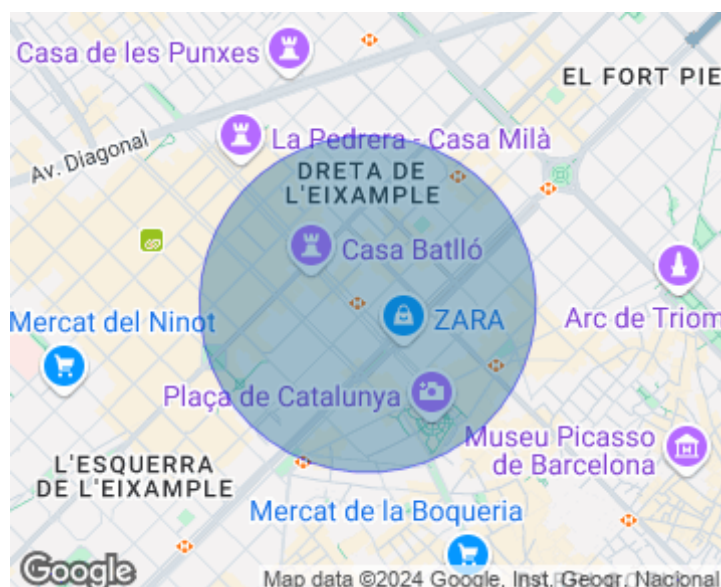 Casa de les Punxes
EL FORT PIE
La Pedrera - Casa Milà
Av. Diagonal
DRETA DE
L'EIXAMPLE
Casa Batlló
ZARA
Arc de Triom
Mercat del Ninot
Plaça de Catalunya
Museu Picasso
de Barcelona
L'ESQUERRA
DE L'EIXAMPLE
Mercat de la Boqueria
Google
Map data ©2024 Google, Inst. Geogr. Nacional